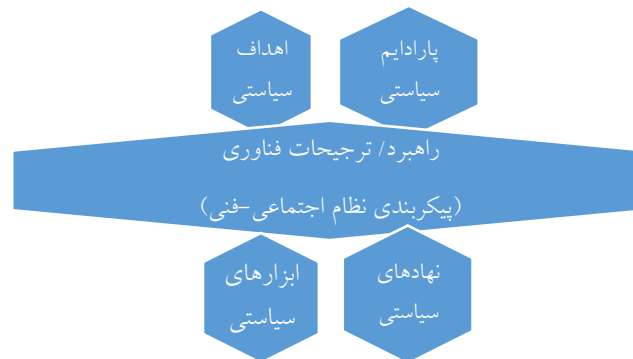 پارادایم
سیاستی
اهداف
سیاستی
راهبرد/ ترجیحات فناوری
(پیکربندی نظام اجتماعی-فنی)
نهادهای
سیاستی
ابزارهای
سیاستی